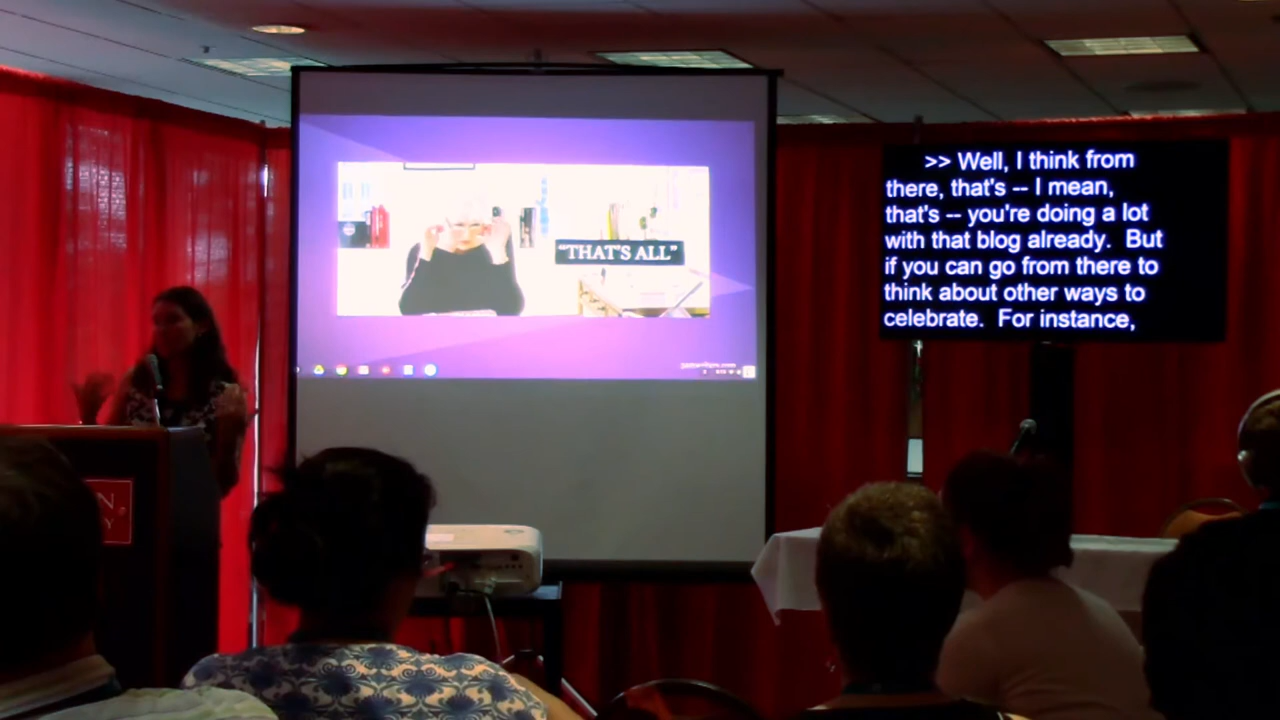 "THAT'S ALL"
>> Well, I think from
there, that's -- I mean,
that's -- you're doing a lot
with that blog already.  But
if you can go from there to
think about other ways to
celebrate.  For instance,